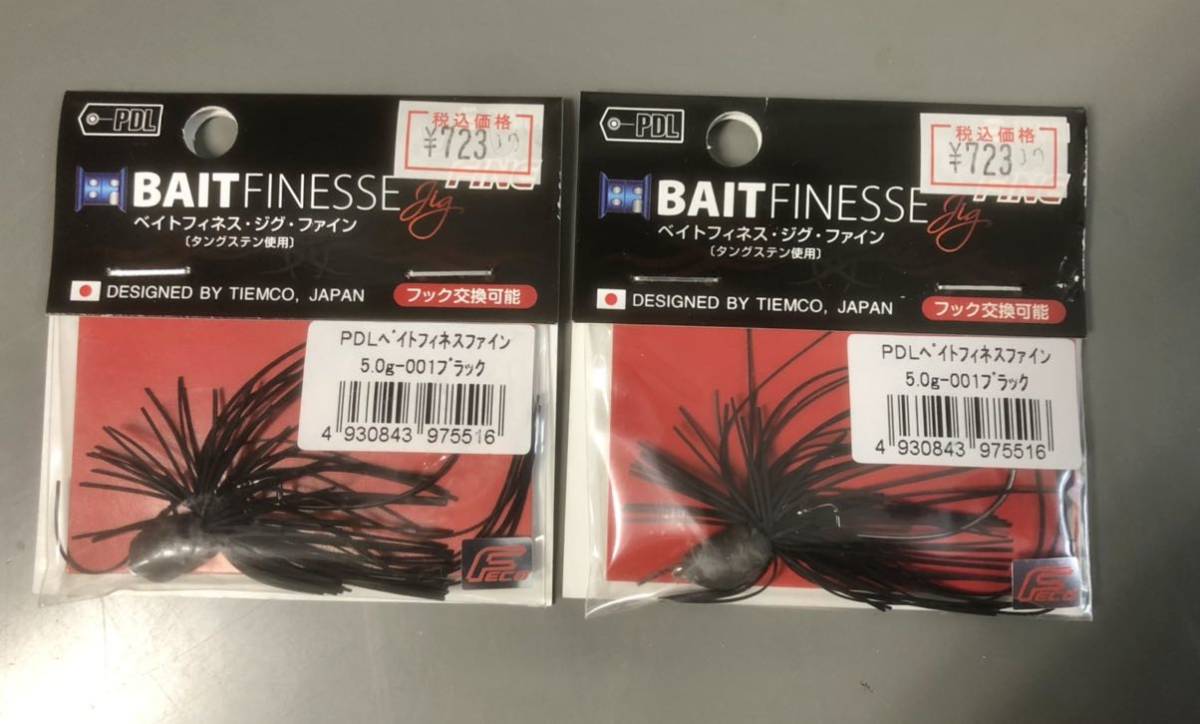 PDL
税込価格
¥723
BAITFINESSE
Jig
FINE
ベイトフィネス・ジグ・ファイン
〔タングステン使用〕
DESIGNED BY TIEMCO, JAPAN
フック交換可能
PDLﾍﾞｲﾄﾌｨﾈｽﾌｧｲﾝ
5.0g-001ﾌﾞﾗｯｸ
4 930843 975516
FECO
PDL
税込価格
¥723
BAITFINESSE
Jig
FINE
ベイトフィネス・ジグ・ファイン
〔タングステン使用〕
DESIGNED BY TIEMCO, JAPAN
フック交換可能
PDLﾍﾞｲﾄﾌｨﾈｽﾌｧｲﾝ
5.0g-001ﾌﾞﾗｯｸ
4 930843 975516
FECO